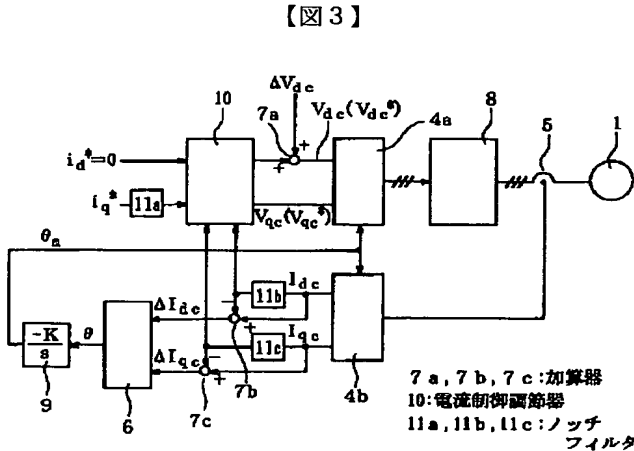 【図３】
ΔVdc
10
7a
Vdc(Vdc*)
4a
8
5
1
id*=0
+
+
iq*
11a
Vqc(Vqc*)
θa
Idc
11b
−
ΔIdc
+
Iqc
11c
−K
s
θ
ΔIqc
−
+
7b
9
6
7c
4b
7a,7b,7c:加算器
10:電流制御調節器
11a,11b,11c:ノッチ
フィルタ